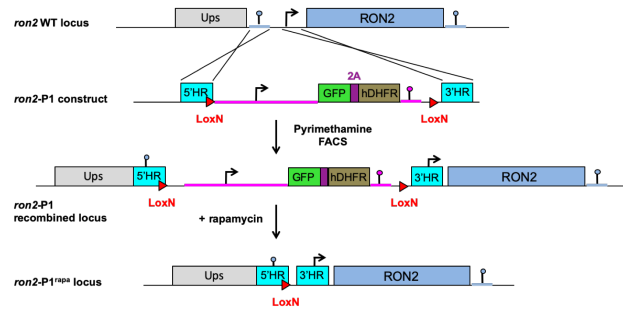 ron2 WT locus
Ups
RON2
2A
5'HR
GFP
hDHFR
3'HR
ron2-P1 construct
LoxN
LoxN
Pyrimethamine
FACS
Ups
5'HR
GFP
hDHFR
3'HR
RON2
LoxN
LoxN
ron2-P1
recombined locus
+ rapamycin
Ups
5'HR
3'HR
RON2
ron2-P1rapa locus
LoxN